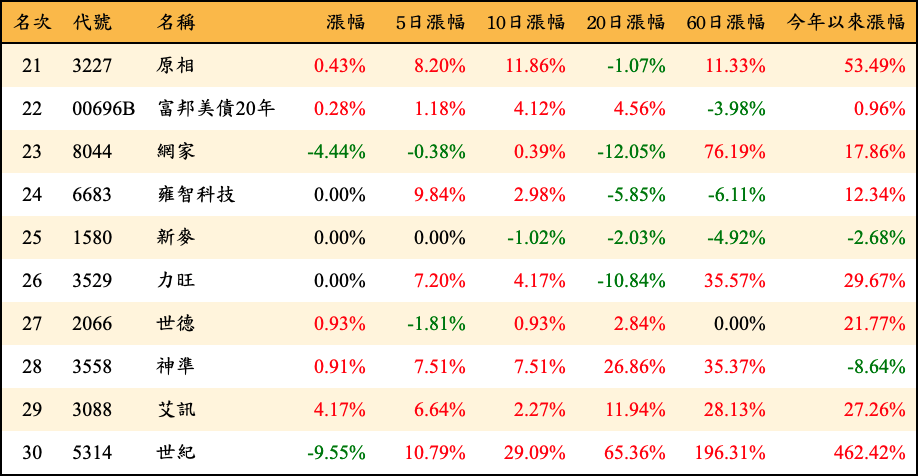 名次 代號 名稱 漲幅 5日漲幅 10日漲幅 20日漲幅 60日漲幅 今年以來漲幅
21 3227 原相 0.43% 8.20% 11.86% -1.07% 11.33% 53.49%
22 00696B 富邦美債20年 0.28% 1.18% 4.12% 4.56% -3.98% 0.96%
23 8044 網家 -4.44% -0.38% 0.39% -12.05% 76.19% 17.86%
24 6683 雍智科技 0.00% 9.84% 2.98% -5.85% -6.11% 12.34%
25 1580 新麥 0.00% 0.00% -1.02% -2.03% -4.92% -2.68%
26 3529 力旺 0.00% 7.20% 4.17% -10.84% 35.57% 29.67%
27 2066 世德 0.93% -1.81% 0.93% 2.84% 0.00% 21.77%
28 3558 神準 0.91% 7.51% 7.51% 26.86% 35.37% -8.64%
29 3088 艾訊 4.17% 6.64% 2.27% 11.94% 28.13% 27.26%
30 5314 世紀 -9.55% 10.79% 29.09% 65.36% 196.31% 462.42%